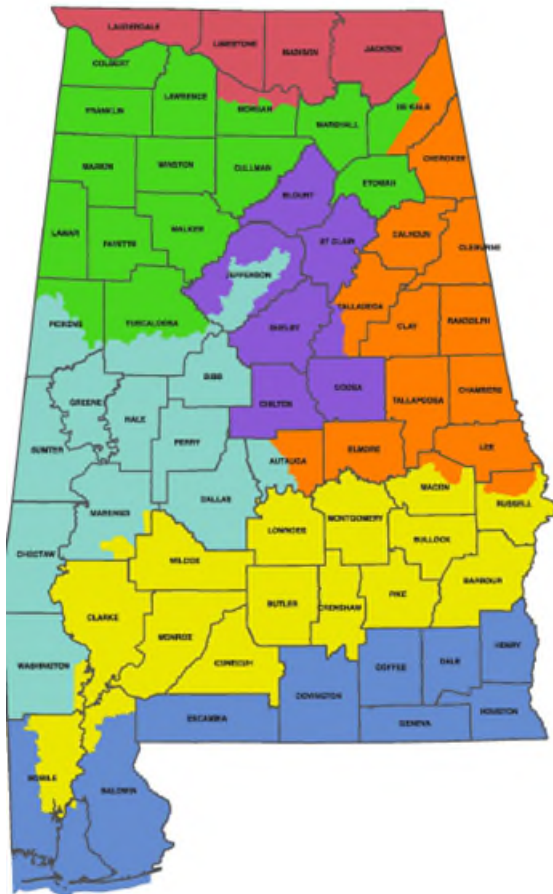 LAUDERDALE
LIMESTONE
MADISON
JACKSON
COLBERT
LAWRENCE
FRANKLIN
MORGAN
MARSHALL
DE KALB
MARION
WINSTON
CULLMAN
CHEROKEE
BLOUNT
ETOWAH
LAMAR
FAYETTE
WALKER
ST CLAIR
CALHOUN
CLEBURNE
JEFFERSON
PICKENS
TUSCALOOSA
TALLADEGA
SHELBY
CLAY
RANDOLPH
BIBB
GREENE
HALE
CHILTON
COOSA
TALLAPOOSA
CHAMBERS
SUMTER
PERRY
AUTAUGA
ELMORE
LEE
MARENGO
DALLAS
MACON
RUSSELL
LOWNDES
MONTGOMERY
BULLOCK
CHOCTAW
WILCOX
BARBOUR
CLARKE
BUTLER
CRENSHAW
PIKE
MONROE
CONECUH
WASHINGTON
COFFEE
DALE
HENRY
COVINGTON
ESCAMBIA
GENEVA
HOUSTON
MOBILE
BALDWIN